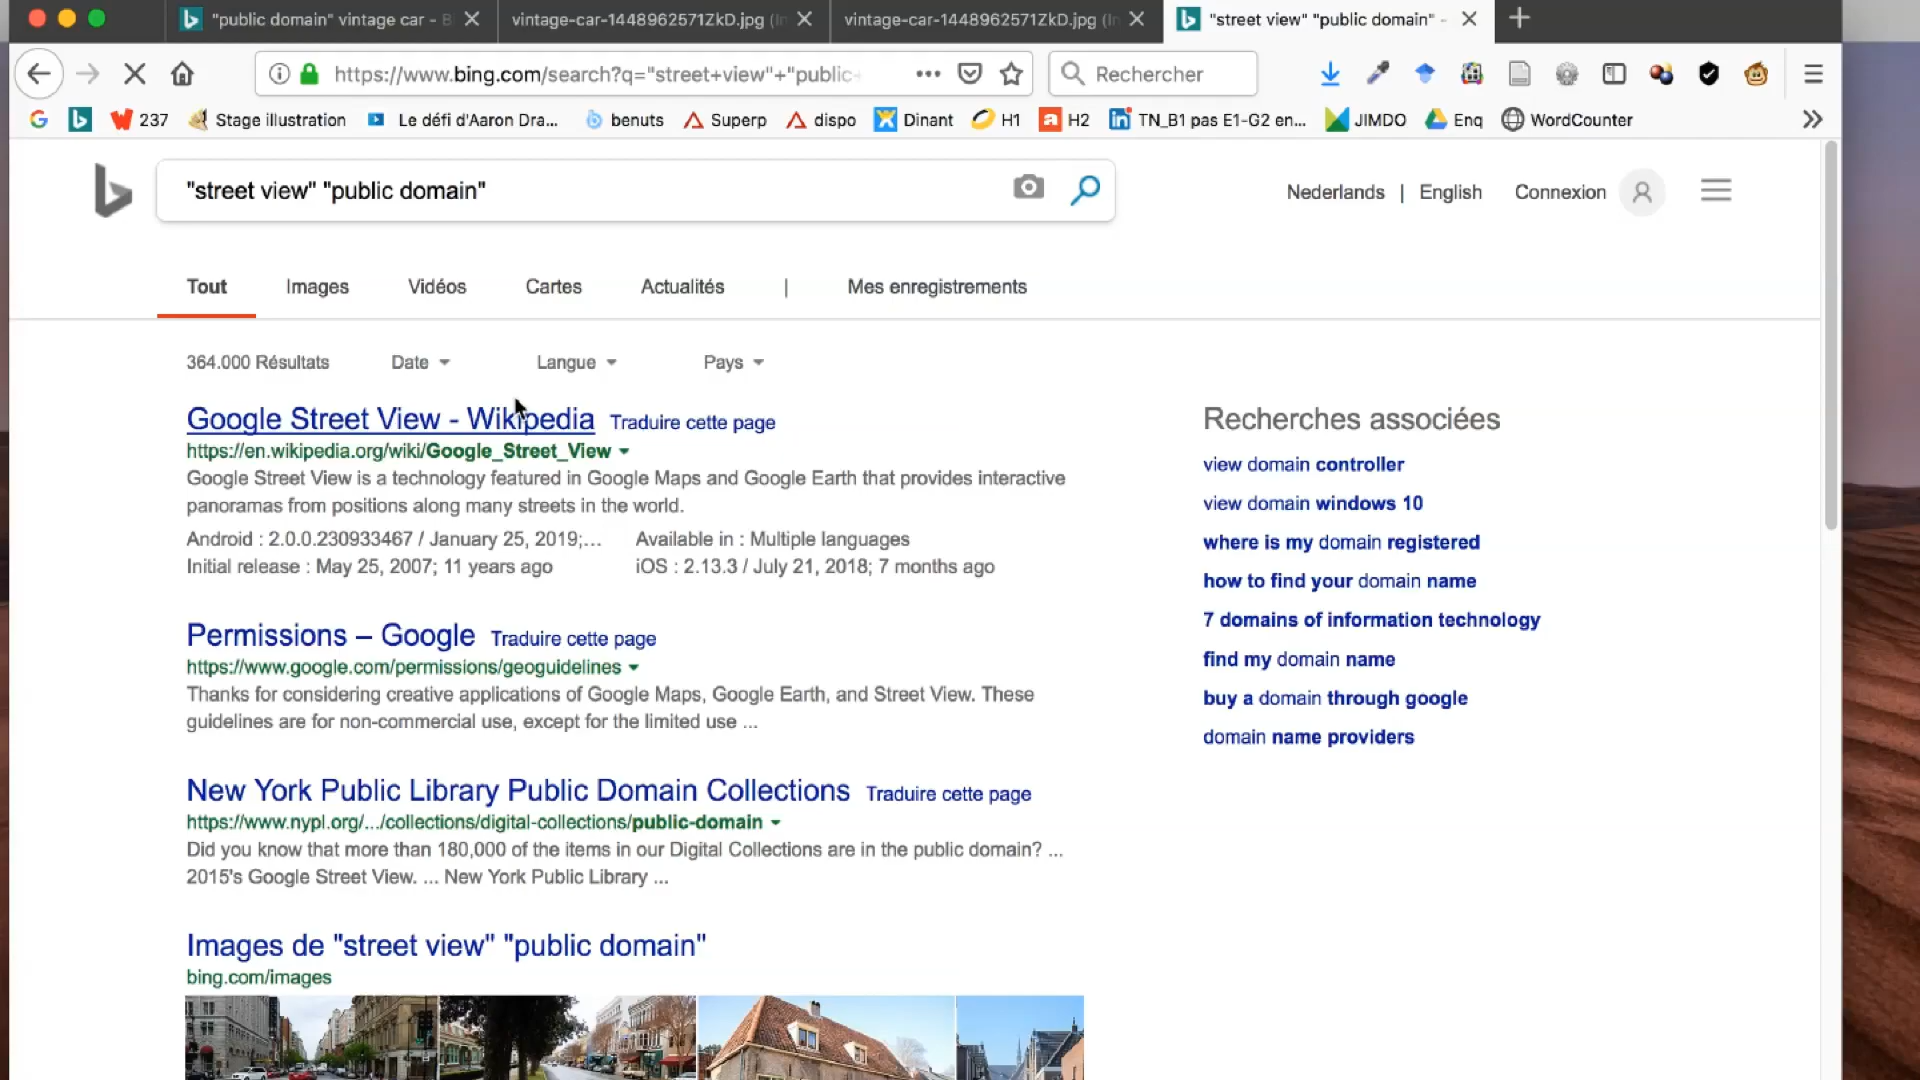 "public domain" vintage car - B
vintage-car-1448962571ZkD.jpg (In
vintage-car-1448962571ZkD.jpg (In
"street view" "public domain" -
https://www.bing.com/search?q="street+view"+"public+
Rechercher
237
Stage illustration
Le défi d'Aaron Dra...
benuts
Superp
dispo
Dinant
H1
H2
TN_B1 pas E1-G2 en...
JIMDO
Enq
WordCounter
"street view" "public domain"
Nederlands | English
Connexion
Tout
Images
Vidéos
Cartes
Actualités
|
Mes enregistrements
364.000 Résultats
Date
Langue
Pays
Google Street View - Wikipedia Traduire cette page
https://en.wikipedia.org/wiki/Google_Street_View
Google Street View is a technology featured in Google Maps and Google Earth that provides interactive
panoramas from positions along many streets in the world.
Android : 2.0.0.230933467 / January 25, 2019;...
Available in : Multiple languages
Initial release : May 25, 2007; 11 years ago
iOS : 2.13.3 / July 21, 2018; 7 months ago
Permissions – Google Traduire cette page
https://www.google.com/permissions/geoguidelines
Thanks for considering creative applications of Google Maps, Google Earth, and Street View. These
guidelines are for non-commercial use, except for the limited use ...
New York Public Library Public Domain Collections Traduire cette page
https://www.nypl.org/.../collections/digital-collections/public-domain
Did you know that more than 180,000 of the items in our Digital Collections are in the public domain? ...
2015's Google Street View. ... New York Public Library ...
Images de "street view" "public domain"
bing.com/images
Recherches associées
view domain controller
view domain windows 10
where is my domain registered
how to find your domain name
7 domains of information technology
find my domain name
buy a domain through google
domain name providers